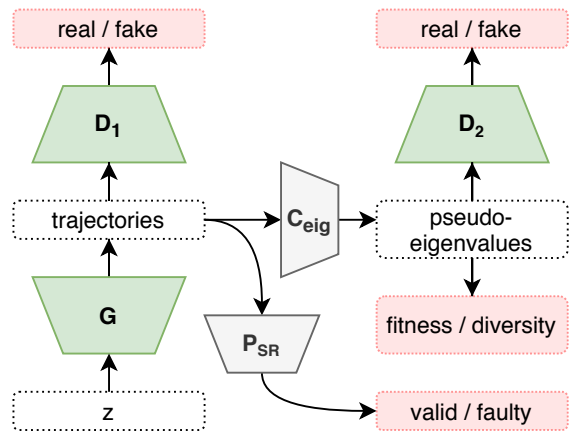 real / fake
real / fake
D1
D2
trajectories
Ceig
pseudo-
eigenvalues
G
PSR
fitness / diversity
z
valid / faulty